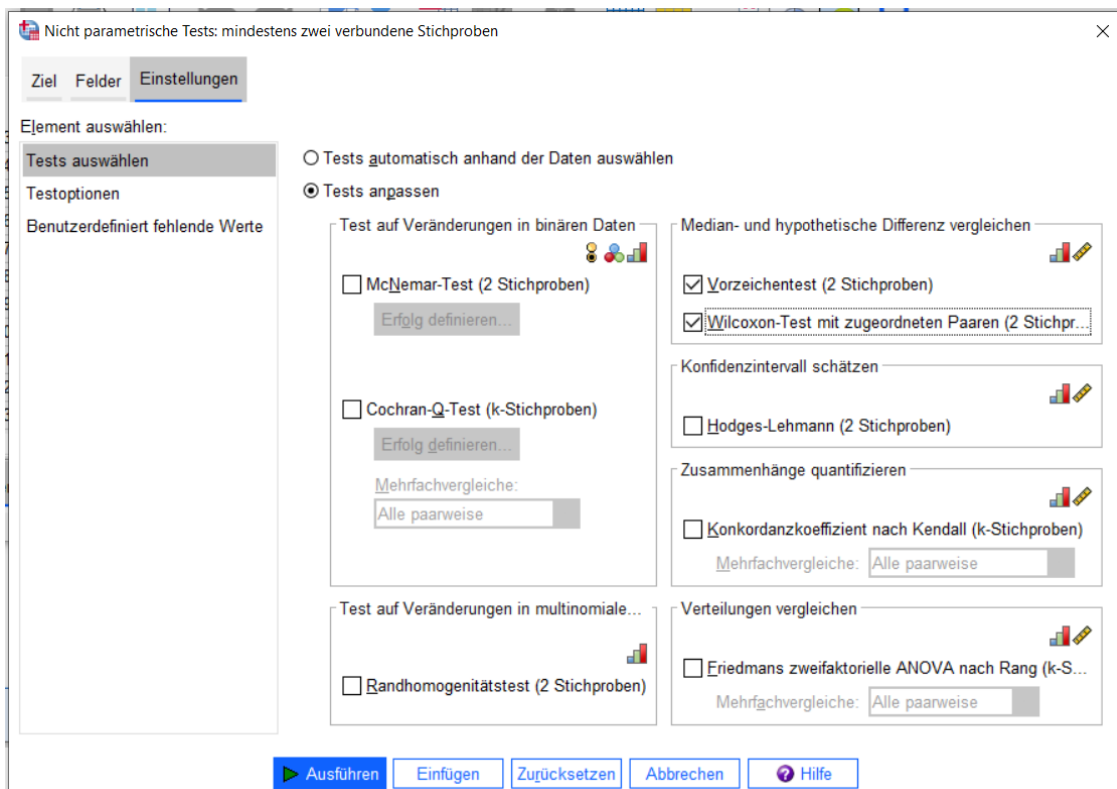 Nicht parametrische Tests: mindestens zwei verbundene Stichproben
Ziel Felder Einstellungen
Element auswählen:
Tests auswählen
Testoptionen
Benutzerdefiniert fehlende Werte
Tests automatisch anhand der Daten auswählen
Tests anpassen
Test auf Veränderungen in binären Daten
McNemar-Test (2 Stichproben)
Erfolg definieren...
Cochran-Q-Test (k-Stichproben)
Erfolg definieren...
Mehrfachvergleiche:
Alle paarweise
Test auf Veränderungen in multinomiale...
Randhomogenitätstest (2 Stichproben)
Median- und hypothetische Differenz vergleichen
Vorzeichentest (2 Stichproben)
Wilcoxon-Test mit zugeordneten Paaren (2 Stichpr...
Konfidenzintervall schätzen
Hodges-Lehmann (2 Stichproben)
Zusammenhänge quantifizieren
Konkordanzkoeffizient nach Kendall (k-Stichproben)
Mehrfachvergleiche: Alle paarweise
Verteilungen vergleichen
Friedmans zweifaktorielle ANOVA nach Rang (k-S...
Mehrfachvergleiche: Alle paarweise
Ausführen Einfügen Zurücksetzen Abbrechen Hilfe